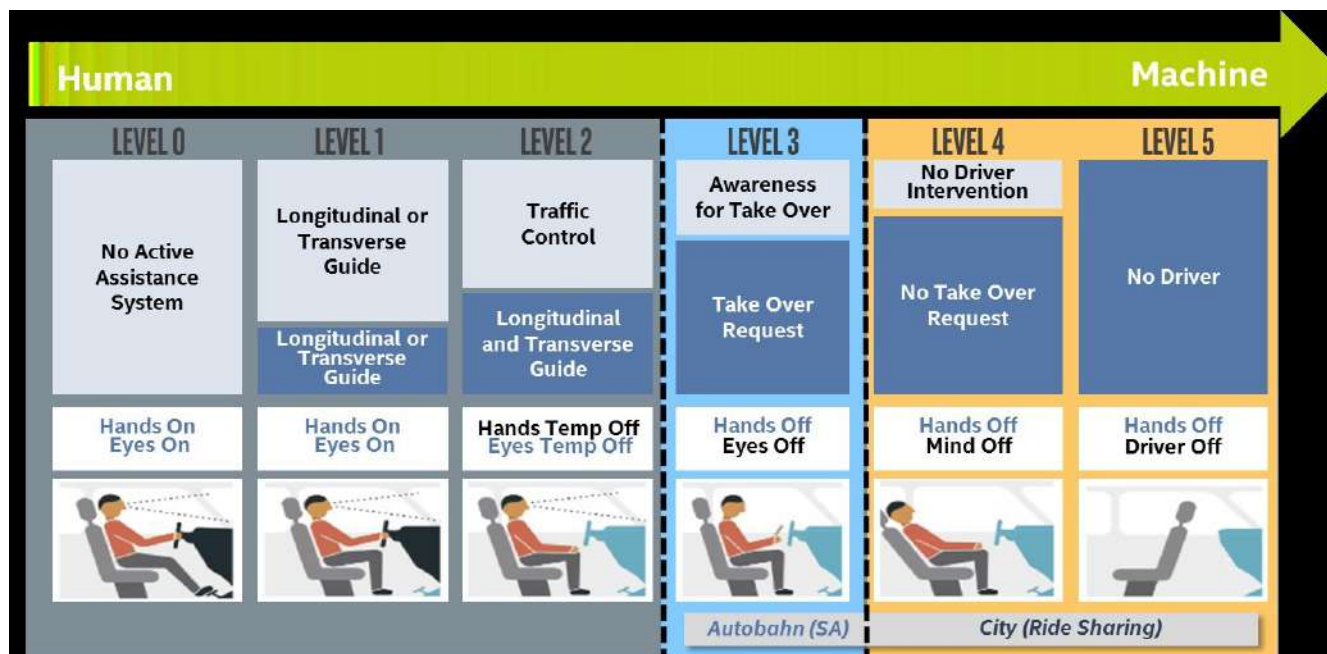 Human
Machine
LEVEL 0
LEVEL 1
LEVEL 2
LEVEL 3
LEVEL 4
LEVEL 5
No Active
Assistance
System
Longitudinal or
Transverse
Guide
Longitudinal or
Transverse
Guide
Traffic
Control
Longitudinal
and Transverse
Guide
Awareness
for Take Over
Take Over
Request
No Driver
Intervention
No Take Over
Request
No Driver
Hands On
Eyes On
Hands On
Eyes On
Hands Temp Off
Eyes Temp Off
Hands Off
Eyes Off
Hands Off
Mind Off
Hands Off
Driver Off
Autobahn (SA)
City (Ride Sharing)